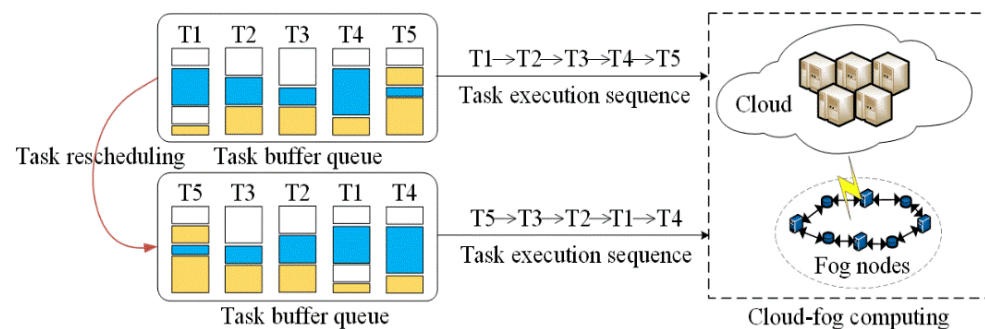 T1 T2 T3 T4 T5
T1→T2→T3→T4→T5
Task execution sequence
Cloud
Task rescheduling
Task buffer queue
T5 T3 T2 T1 T4
T5→T3→T2→T1→T4
Task execution sequence
Fog nodes
Task buffer queue
Cloud-fog computing